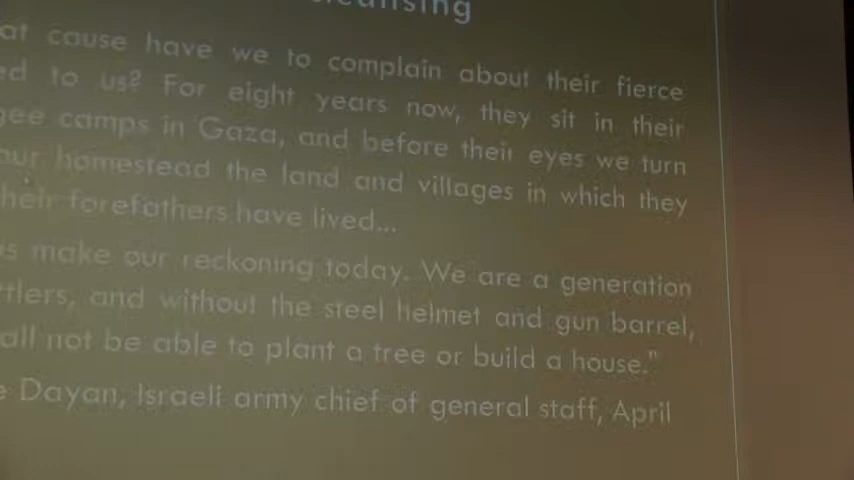 at cause have we to complain about their fierce
ed to us? For eight years now, they sit in their
gee camps in Gaza, and before their eyes we turn
our homestead the land and villages in which they
their forefathers have lived...
us make our reckoning today. We are a generation
ttlers, and without the steel helmet and gun barrel,
all not be able to plant a tree or build a house."
e Dayan, Israeli army chief of general staff, April